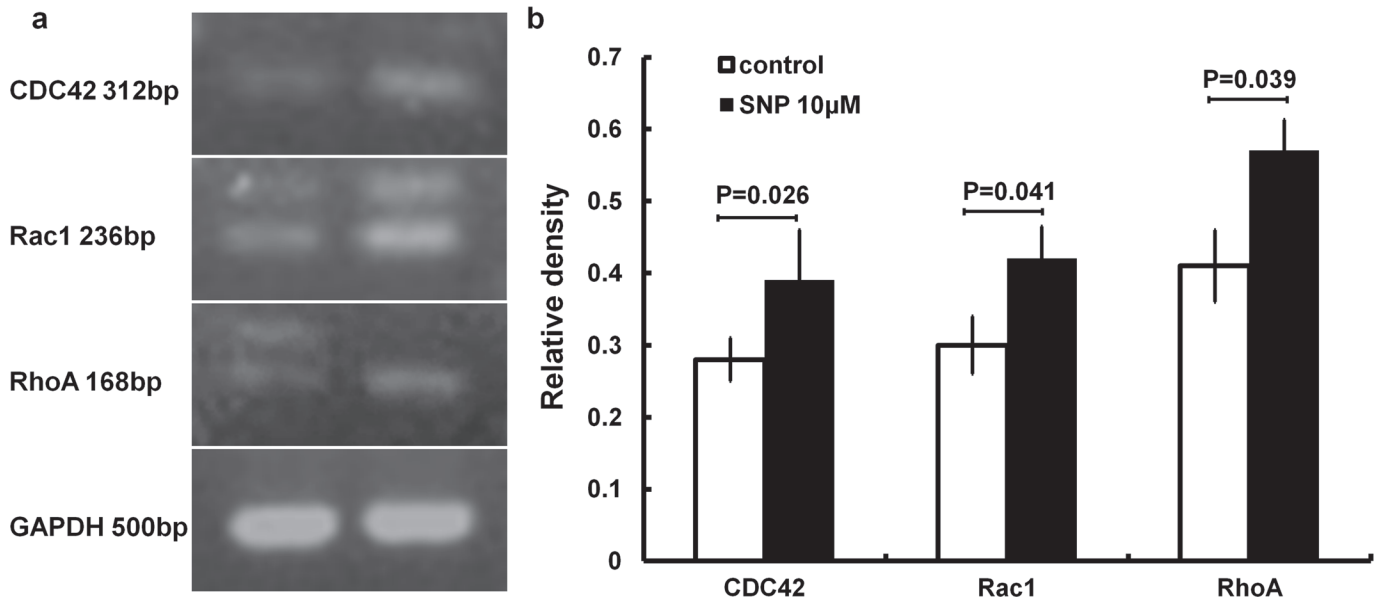 a
CDC42 312bp
Rac1 236bp
RhoA 168bp
GAPDH 500bp
b
control
SNP 10µM
P=0.026
P=0.041
P=0.039
Relative density
0.7
0.6
0.5
0.4
0.3
0.2
0.1
0
CDC42
Rac1
RhoA